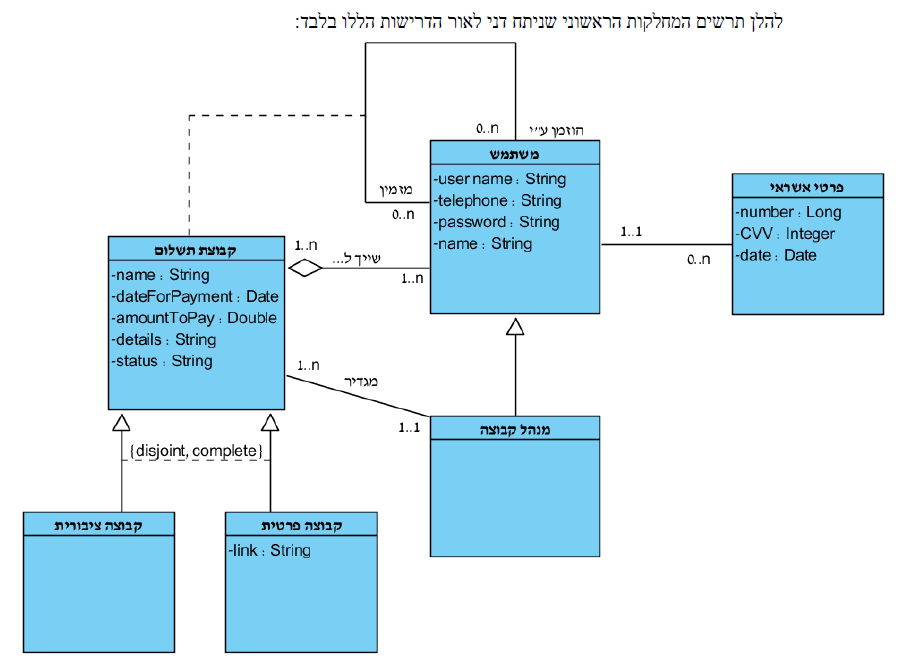 להלן תרשים המחלקות הראשוני שניתח דני לאור הדרישות הללו בלבד:
0..n
הוזמן ע״י
משתמש
-user name : String
-telephone : String
-password : String
-name : String
מזמין
0..n
פרטי אשראי
-number : Long
-CVV : Integer
-date : Date
1..1
0..n
קבוצת תשלום
-name : String
-dateForPayment : Date
-amountToPay : Double
-details : String
-status : String
1..n
שייך ל...
1..n
1..n
מגדיר
1..1
מנהל קבוצה
{disjoint, complete}
קבוצה ציבורית
קבוצה פרטית
-link : String